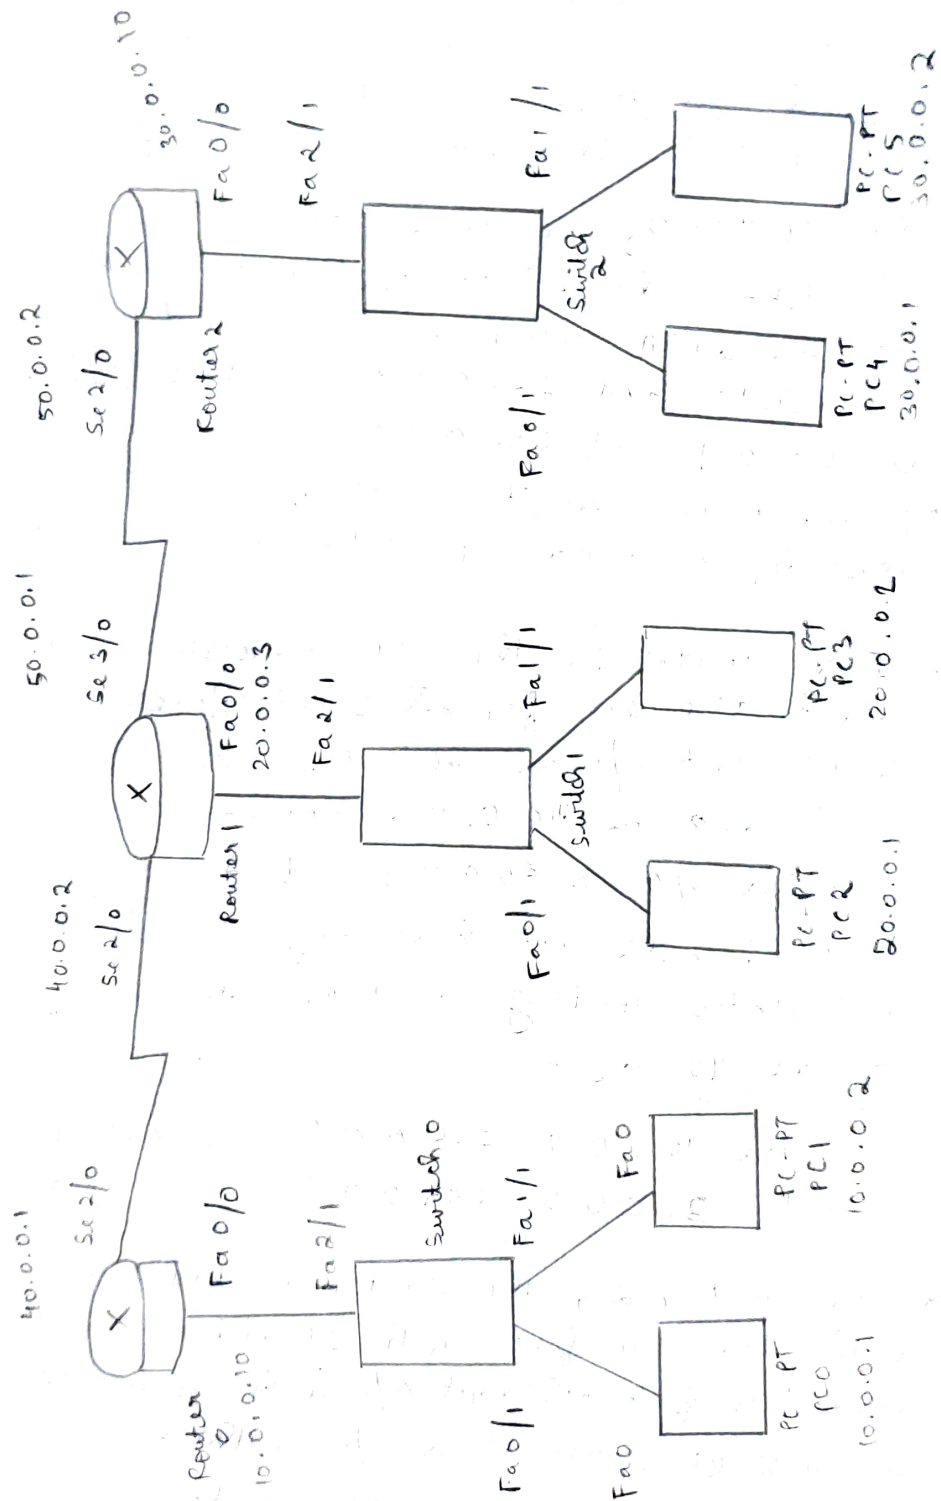 40.0.0.1
Se 2/0
Router
0
10.0.0.10
Fa 0/0
Fa 2/1
Switch 0
Fa 0/1
Fa 1/1
Fa0
Fa0
PC-PT
PC0
10.0.0.1
PC-PT
PC1
10.0.0.2
40.0.0.2
Se 2/0
50.0.0.1
Se 3/0
Router 1
Fa 0/0
20.0.0.3
Fa 2/1
Switch 1
Fa 0/1
Fa 1/1
PC-PT
PC2
20.0.0.1
PC-PT
PC3
20.0.0.2
50.0.0.2
Se 2/0
Router 2
30.0.0.10
Fa 0/0
Fa 2/1
Switch
2
Fa 0/1
Fa 1/1
PC-PT
PC4
30.0.0.1
PC-PT
PC5
30.0.0.2